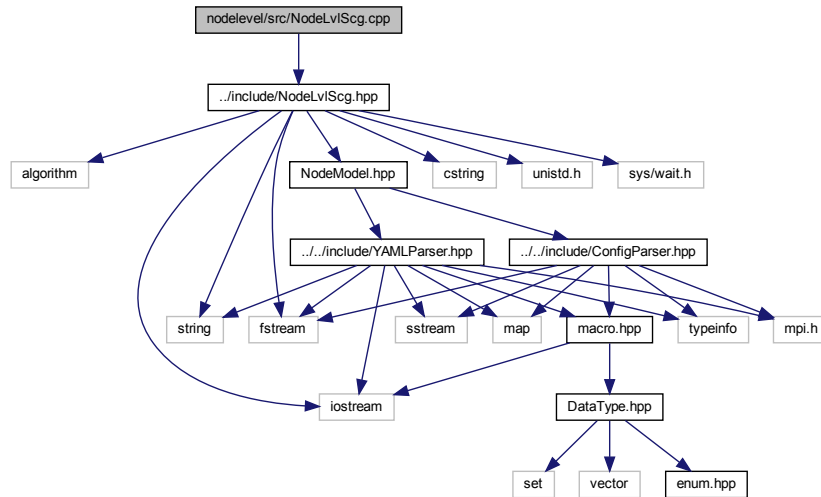 nodelevel/src/NodeLvlScg.cpp
../include/NodeLvlScg.hpp
algorithm
NodeModel.hpp
cstring
unistd.h
sys/wait.h
../../include/YAMLParser.hpp
../../include/ConfigParser.hpp
string
fstream
sstream
map
macro.hpp
typeinfo
mpi.h
iostream
DataType.hpp
set
vector
enum.hpp